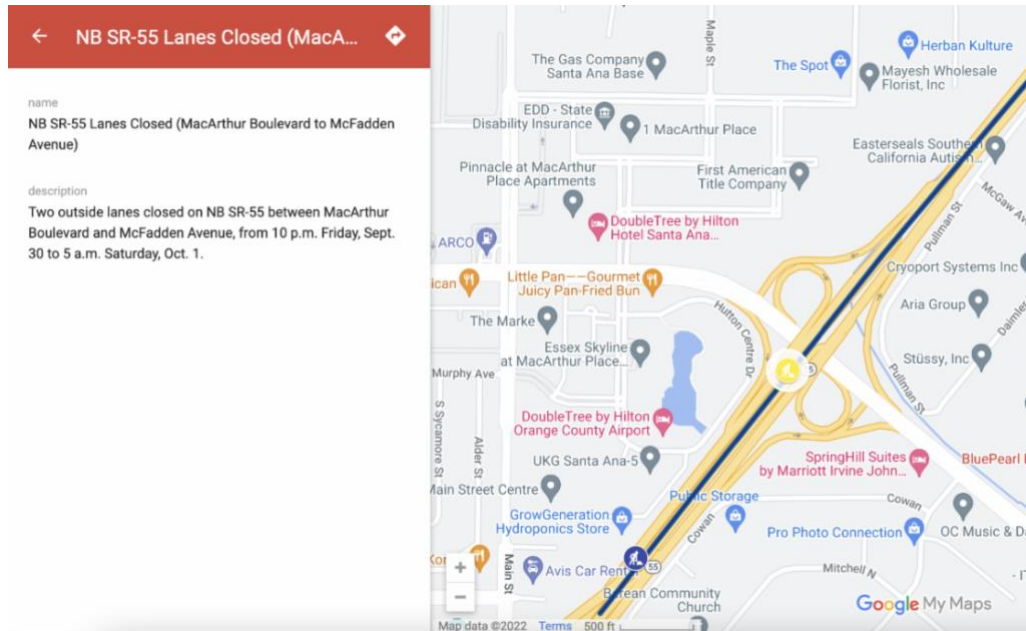 NB SR-55 Lanes Closed (MacA...
name
NB SR-55 Lanes Closed (MacArthur Boulevard to McFadden
Avenue)
description
Two outside lanes closed on NB SR-55 between MacArthur
Boulevard and McFadden Avenue, from 10 p.m. Friday, Sept.
30 to 5 a.m. Saturday, Oct. 1.
Maple St
Herban Kulture
The Gas Company
Santa Ana Base
The Spot
Mayesh Wholesale
Florist, Inc
EDD - State
Disability Insurance
1 MacArthur Place
Easterseals Southern
California Autism...
Pinnacle at MacArthur
Place Apartments
First American
Title Company
McGaw Av
Pullman St
DoubleTree by Hilton
Hotel Santa Ana...
ARCO
Cryoport Systems Inc
ican
Little Pan——Gourmet
Juicy Pan-Fried Bun
Hutton Centre Dr
Aria Group
Daimler
The Marke
Essex Skyline
at MacArthur Place...
Stüssy, Inc
Murphy Ave
5
Pullman St
S Sycamore St
Alder St
DoubleTree by Hilton
Orange County Airport
UKG Santa Ana-5
SpringHill Suites
by Marriott Irvine John...
BluePearl
Main Street Centre
Public Storage
Cowan
GrowGeneration
Hydroponics Store
Cowan
Pro Photo Connection
OC Music & Da
Kor
Main St
Avis Car Rental
55
Mitchell N
Berean Community
Church
+
−
Google My Maps
Map data ©2022
Terms
500 ft